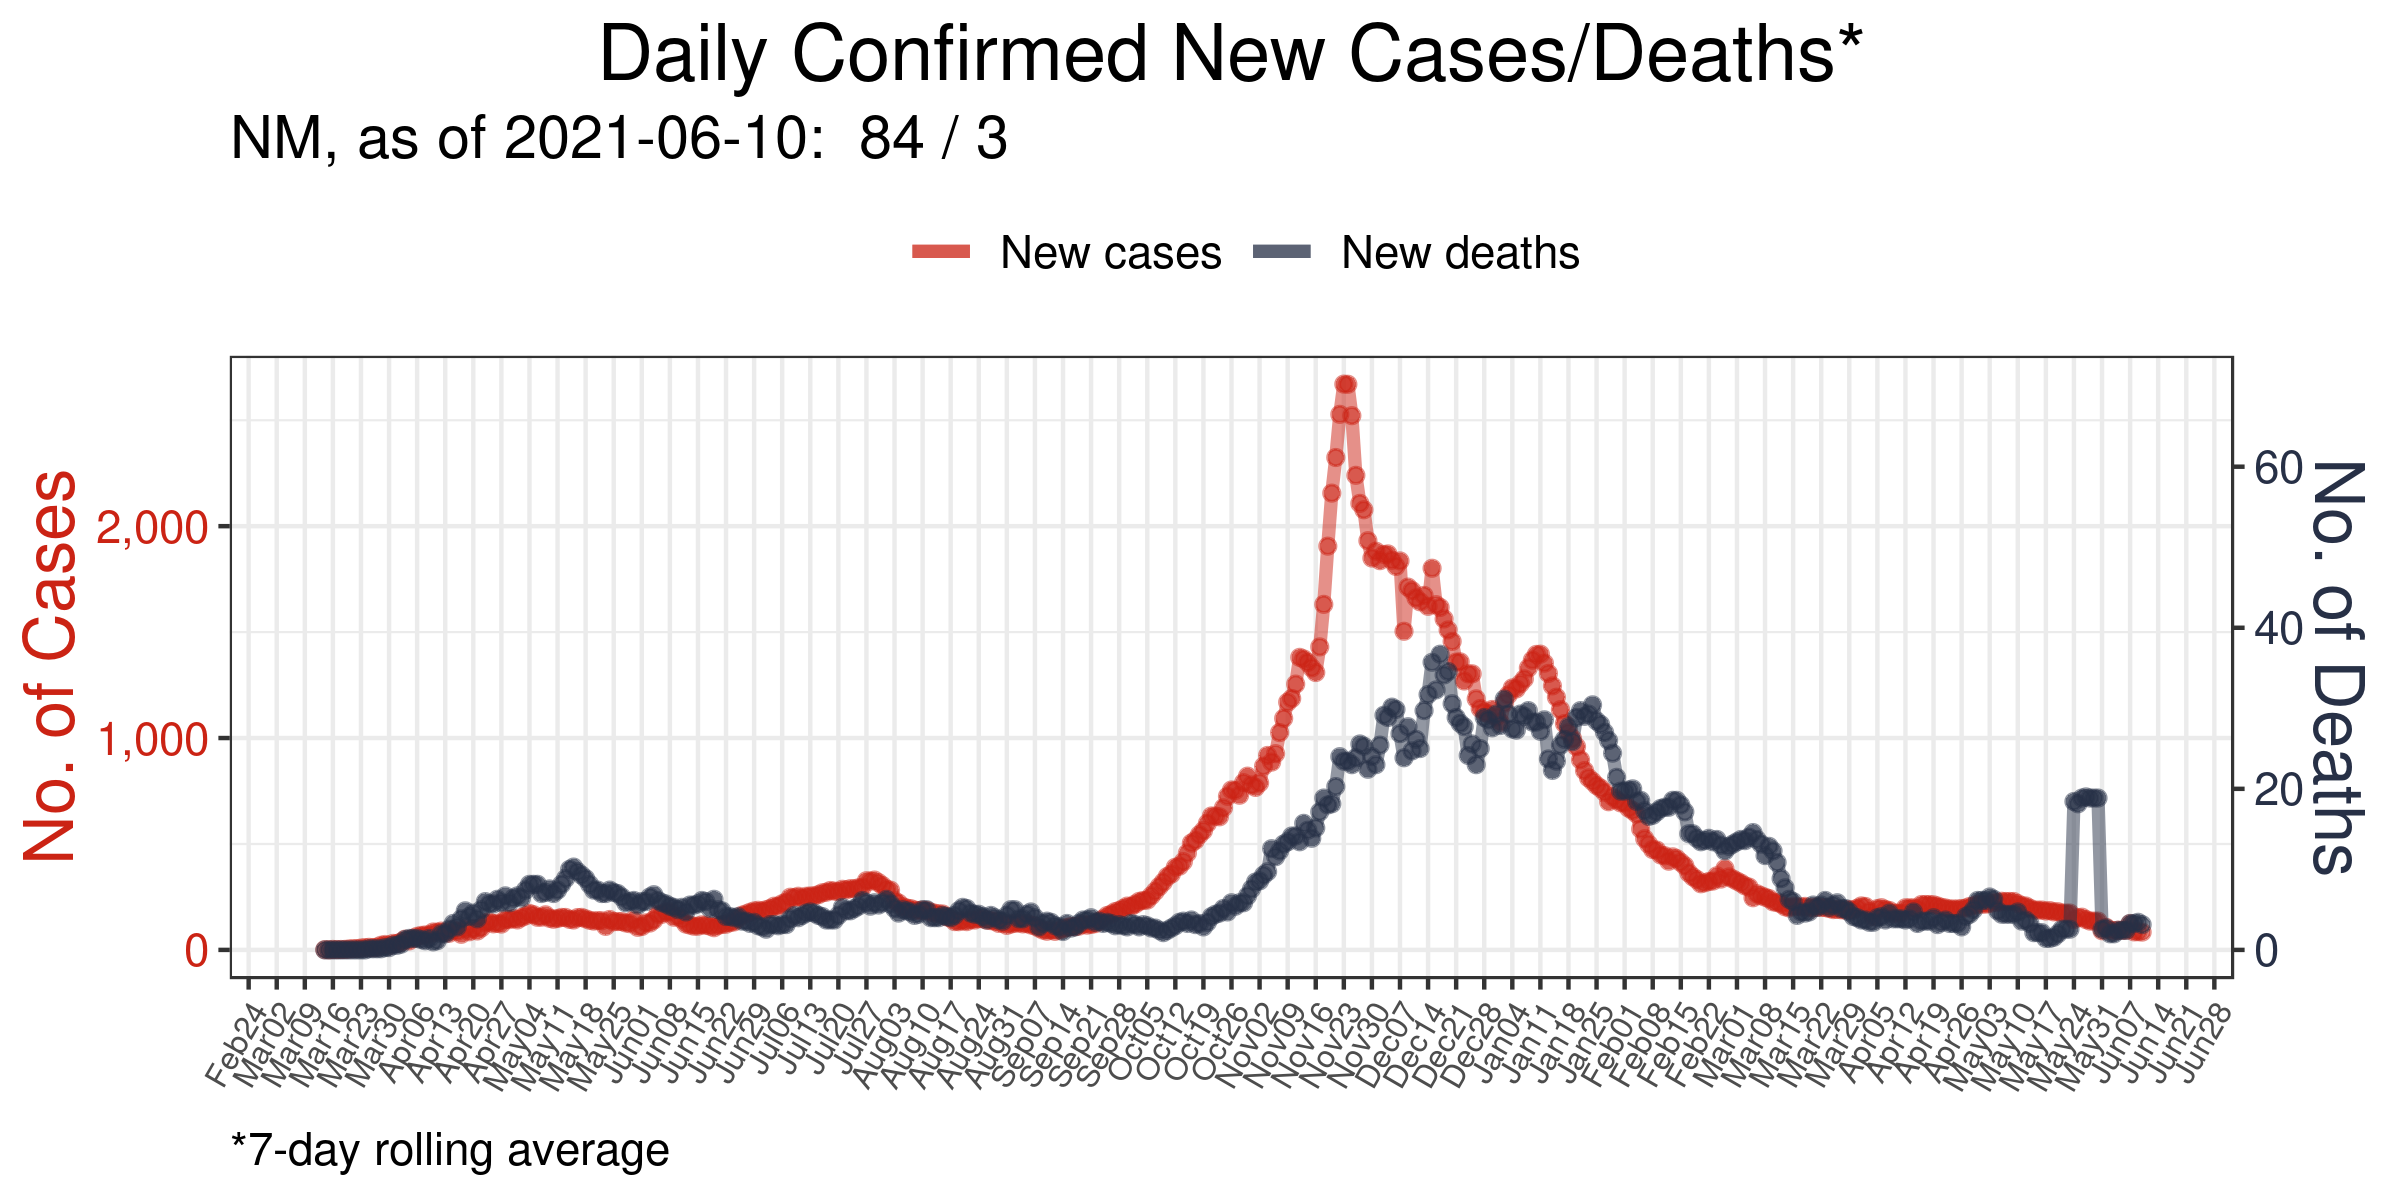 Daily Confirmed New Cases/Deaths*
NM, as of 2021-06-10:  84 / 3
New cases
New deaths
No. of Cases
2,000
1,000
0
60
40
20
0
No. of Deaths
Feb24
Mar02
Mar09
Mar16
Mar23
Mar30
Apr06
Apr13
Apr20
Apr27
May04
May11
May18
May25
Jun01
Jun08
Jun15
Jun22
Jun29
Jul06
Jul13
Jul20
Jul27
Aug03
Aug10
Aug17
Aug24
Aug31
Sep07
Sep14
Sep21
Sep28
Oct05
Oct12
Oct19
Oct26
Nov02
Nov09
Nov16
Nov23
Nov30
Dec07
Dec14
Dec21
Dec28
Jan04
Jan11
Jan18
Jan25
Feb01
Feb08
Feb15
Feb22
Mar01
Mar08
Mar15
Mar22
Mar29
Apr05
Apr12
Apr19
Apr26
May03
May10
May17
May24
May31
Jun07
Jun14
Jun21
Jun28
*7-day rolling average